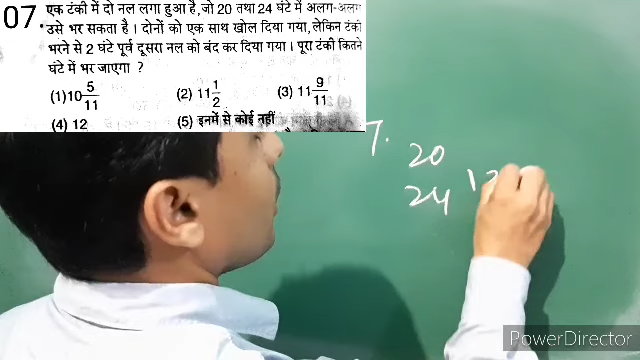 07. एक टंकी में दो नल लगा हुआ है, जो 20 तथा 24 घंटे में अलग-अलग
उसे भर सकता है । दोनों को एक साथ खोल दिया गया, लेकिन टंकी
भरने से 2 घंटे पूर्व दूसरा नल को बंद कर दिया गया । पूरा टंकी कितने
घंटे में भर जाएगा ?
(1) 10 5/11 (2) 11 1/2 (3) 11 9/11
(4) 12 (5) इनमें से कोई नहीं
7.
20
24 12
PowerDirector